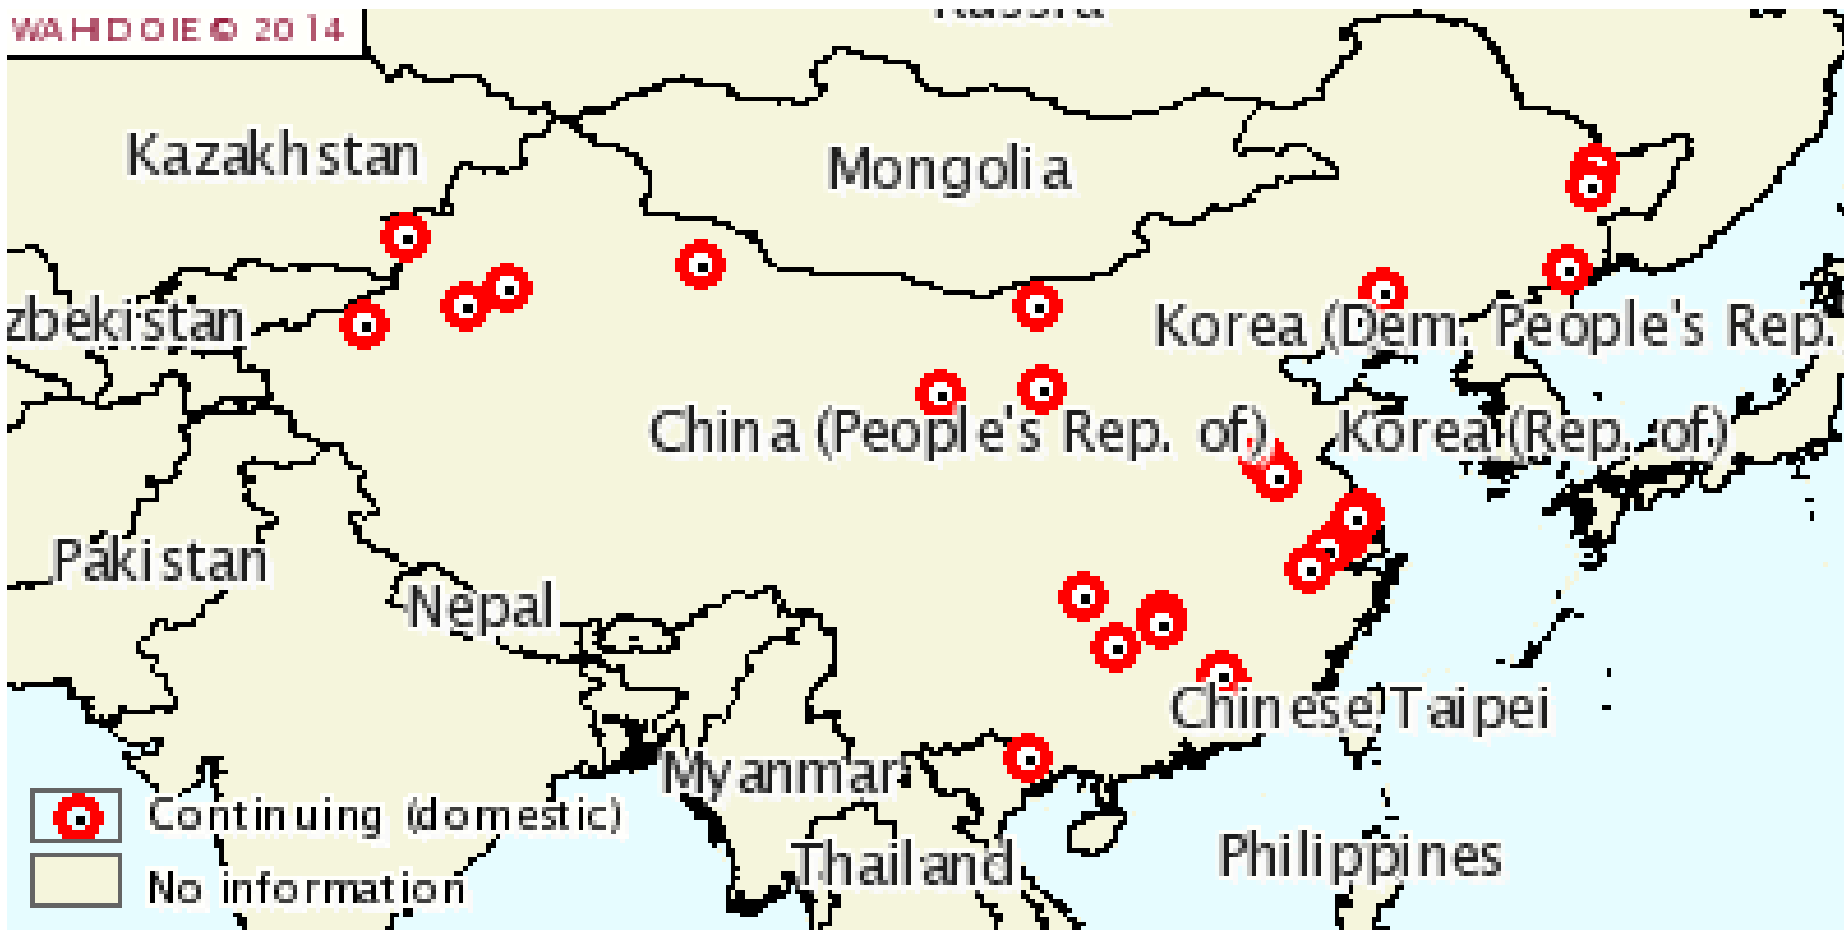 WAHID OIE © 2014
Kazakhstan
Mongolia
zbekistan
Korea (Dem. People's Rep.
China (People's Rep. of)
Korea (Rep. of)
Pakistan
Nepal
Chinese Taipei
Myanmar
Continuing (domestic)
Thailand
Philippines
No information